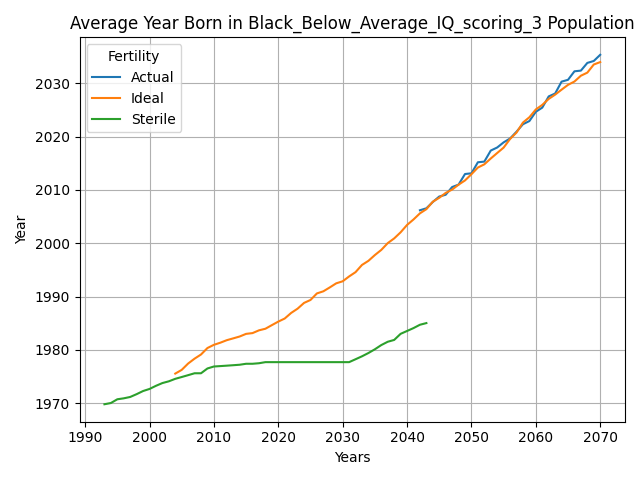 Average Year Born in Black_Below_Average_IQ_scoring_3 Population
Fertility
Actual
Ideal
Sterile
Year
2030
2020
2010
2000
1990
1980
1970
1990 2000 2010 2020 2030 2040 2050 2060 2070
Years